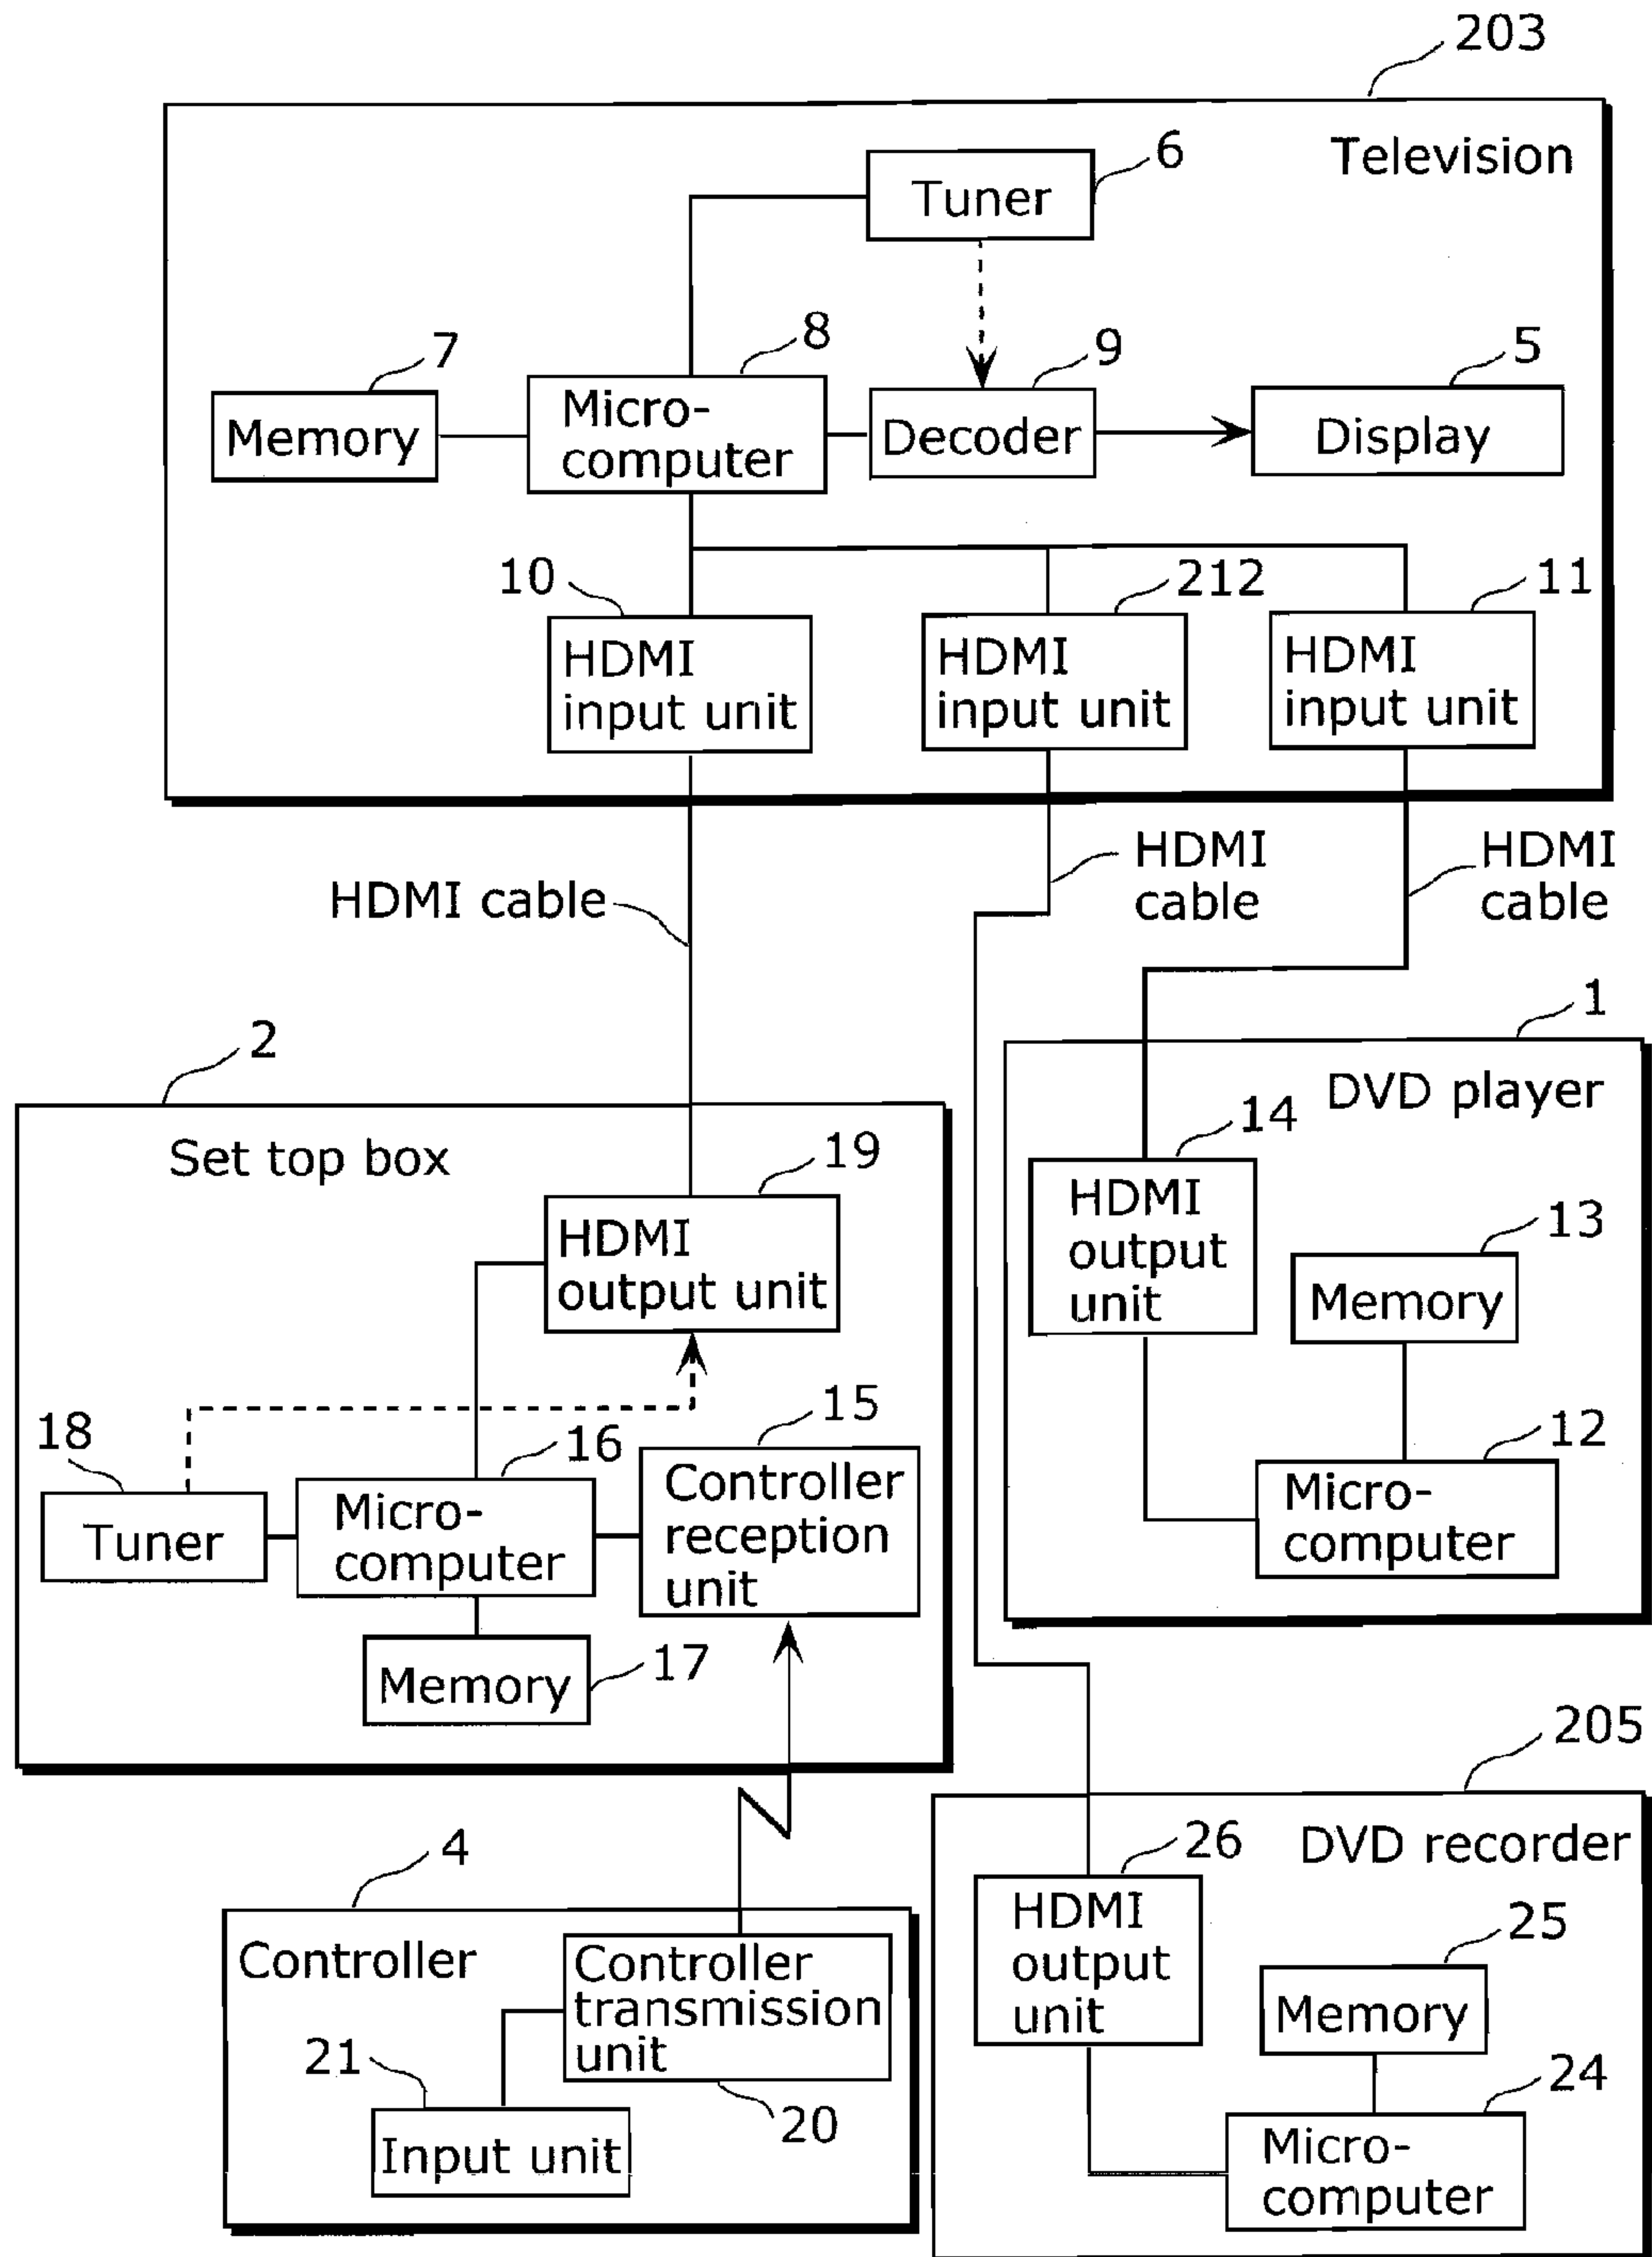 203
Television
6
Tuner
7
8
9
5
Memory
Micro-
computer
Decoder
Display
10
212
11
HDMI
input unit
HDMI
input unit
HDMI
input unit
HDMI cable
HDMI
cable
HDMI
cable
2
Set top box
19
HDMI
output unit
18
16
15
Tuner
Micro-
computer
Controller
reception
unit
Memory
17
1
DVD player
14
HDMI
output
unit
13
Memory
12
Micro-
computer
4
Controller
Controller
transmission
unit
21
20
Input unit
205
DVD recorder
26
HDMI
output
unit
25
Memory
24
Micro-
computer